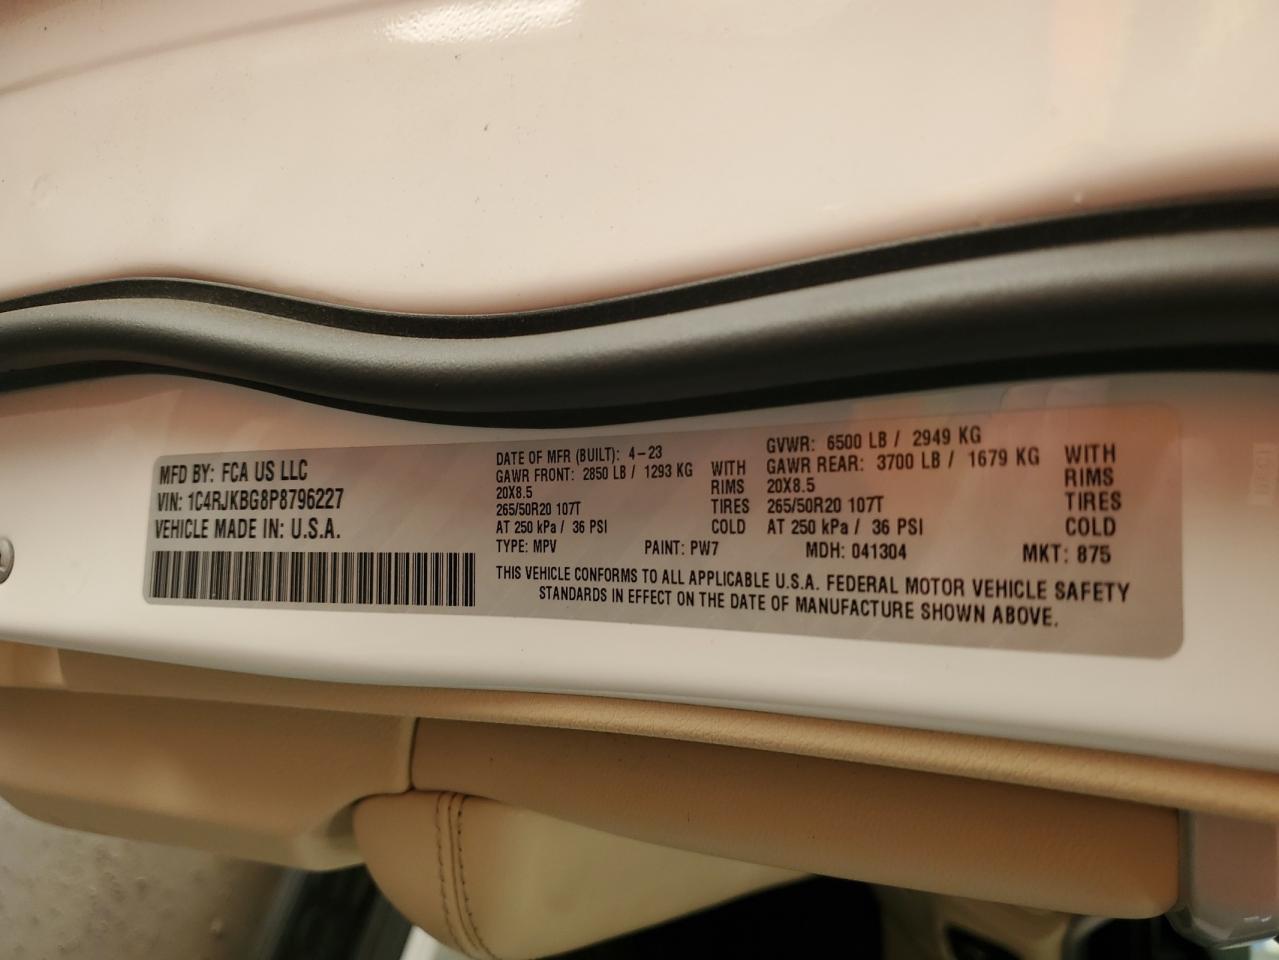 MFD BY: FCA US LLC
VIN: 1C4RJKBG8P8796227
VEHICLE MADE IN: U.S.A.
DATE OF MFR (BUILT): 4-23
GAWR FRONT: 2850 LB / 1293 KG WITH
20X8.5 RIMS
265/50R20 107T TIRES
AT 250 kPa / 36 PSI COLD
GVWR: 6500 LB / 2949 KG
GAWR REAR: 3700 LB / 1679 KG WITH
20X8.5 RIMS
265/50R20 107T TIRES
AT 250 kPa / 36 PSI COLD
TYPE: MPV PAINT: PW7 MDH: 041304 MKT: 875
THIS VEHICLE CONFORMS TO ALL APPLICABLE U.S.A. FEDERAL MOTOR VEHICLE SAFETY
STANDARDS IN EFFECT ON THE DATE OF MANUFACTURE SHOWN ABOVE.